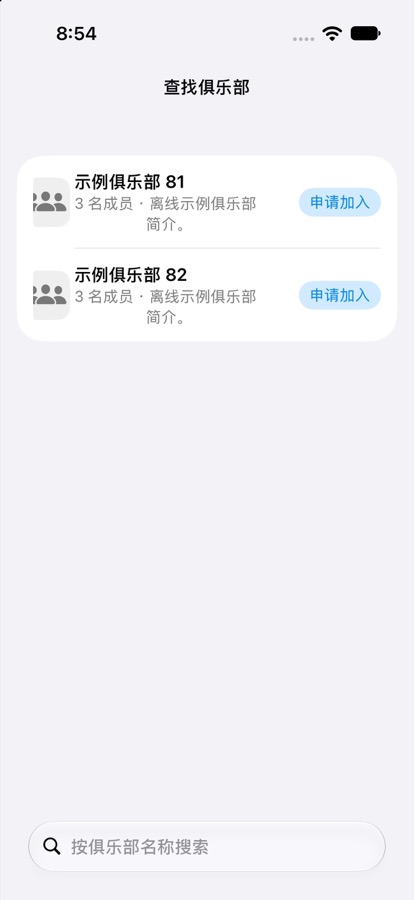 8:54
查找俱乐部
示例俱乐部 81
3 名成员 · 离线示例俱乐部
简介。
申请加入
示例俱乐部 82
3 名成员 · 离线示例俱乐部
简介。
申请加入
按俱乐部名称搜索